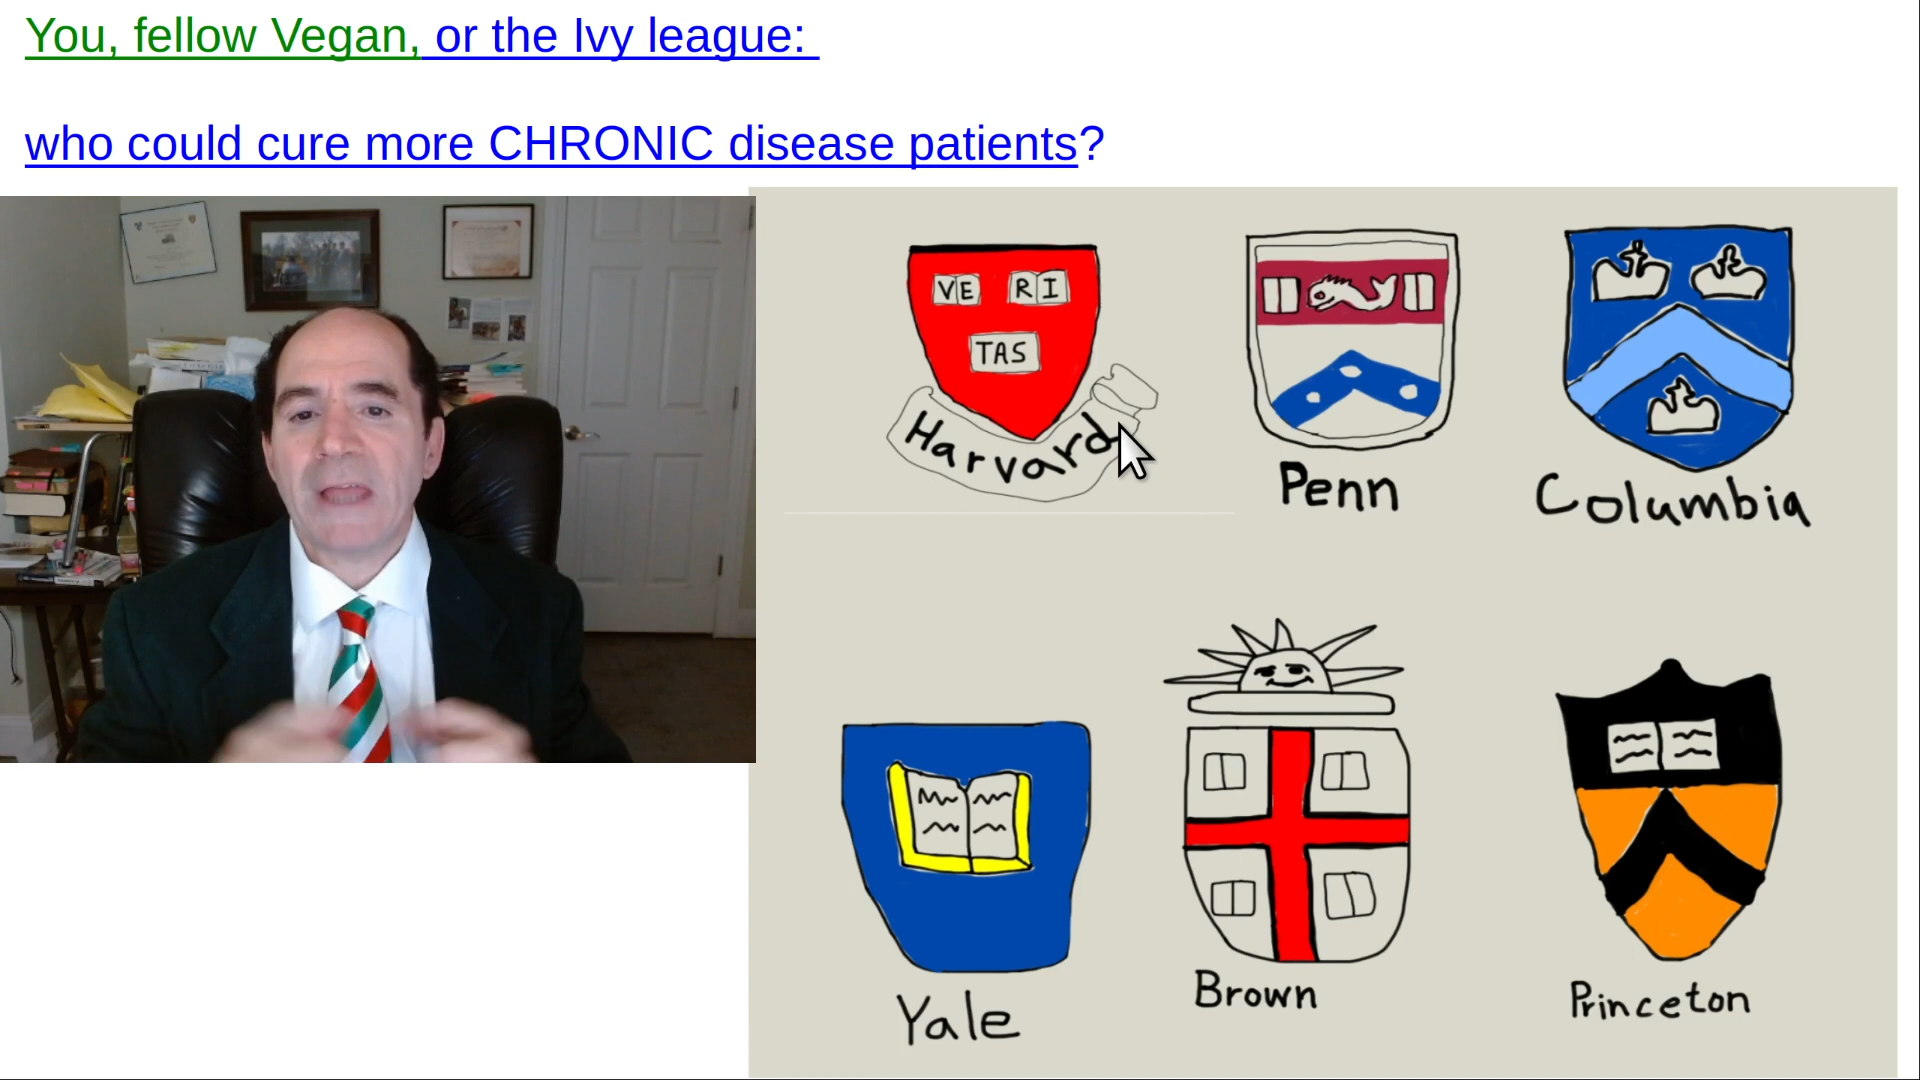 You, fellow Vegan, or the Ivy league:
who could cure more CHRONIC disease patients?
VE RI
TAS
Harvard
Penn
Columbia
Yale
Brown
Princeton